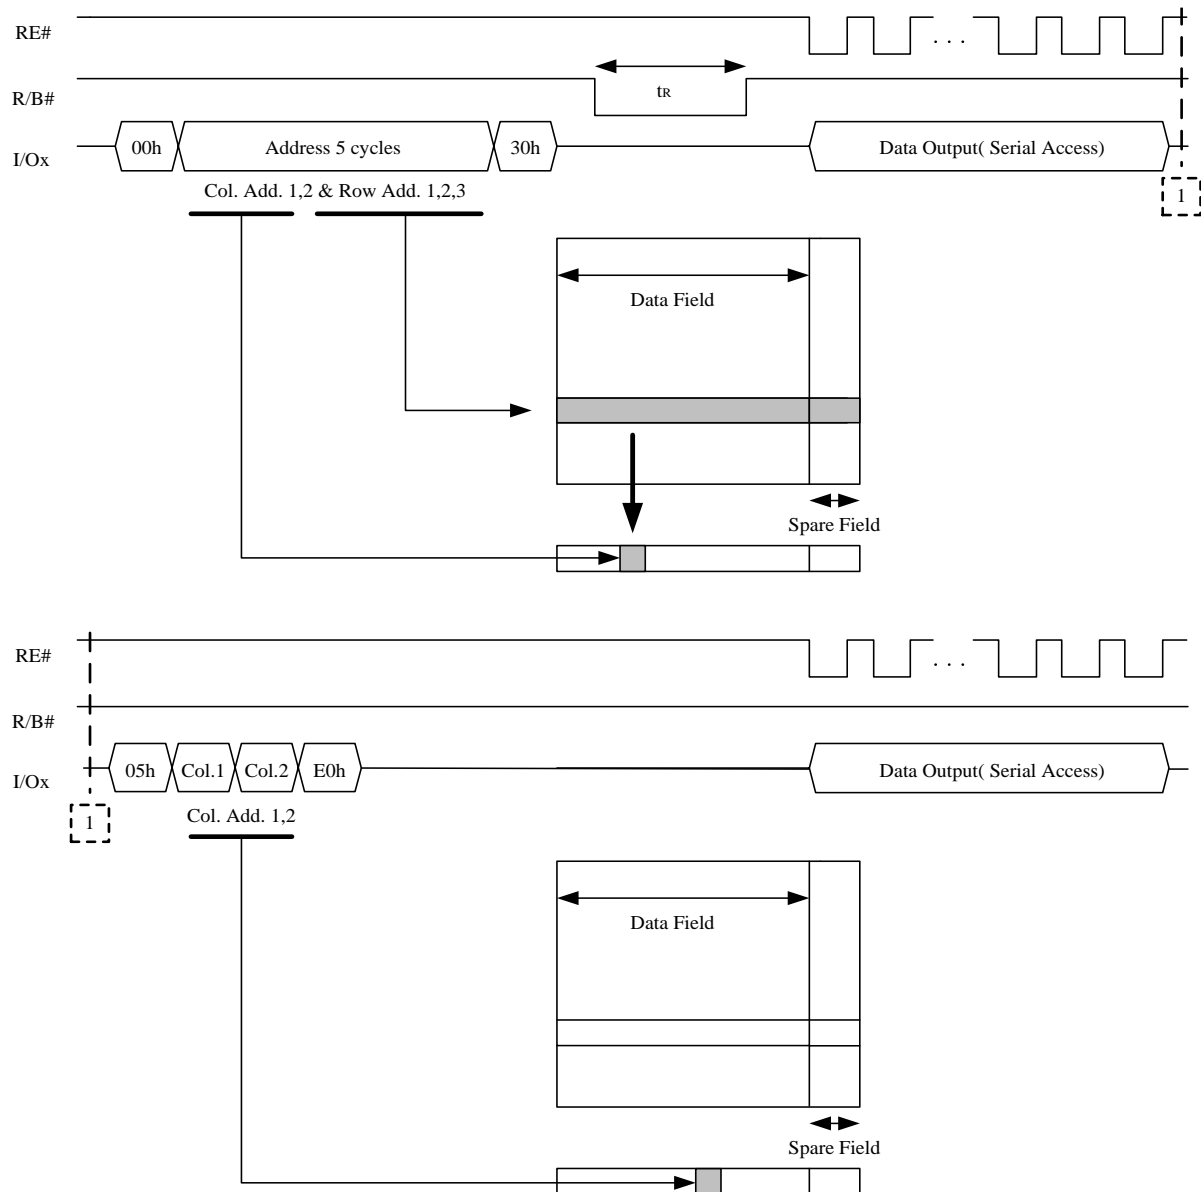 RE#
. . .
R/B#
tR
I/Ox
00h
Address 5 cycles
30h
Data Output( Serial Access)
Col. Add. 1,2 & Row Add. 1,2,3
1
Data Field
Spare Field
RE#
. . .
R/B#
I/Ox
05h
Col.1
Col.2
E0h
Data Output( Serial Access)
1
Col. Add. 1,2
Data Field
Spare Field